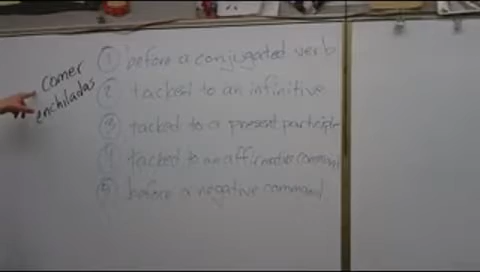 comer
enchiladas
① before a conjugated verb
② tacked to an infinitive
③ tacked to a present participle
④ tacked to an affirmative command
⑤ before a negative command